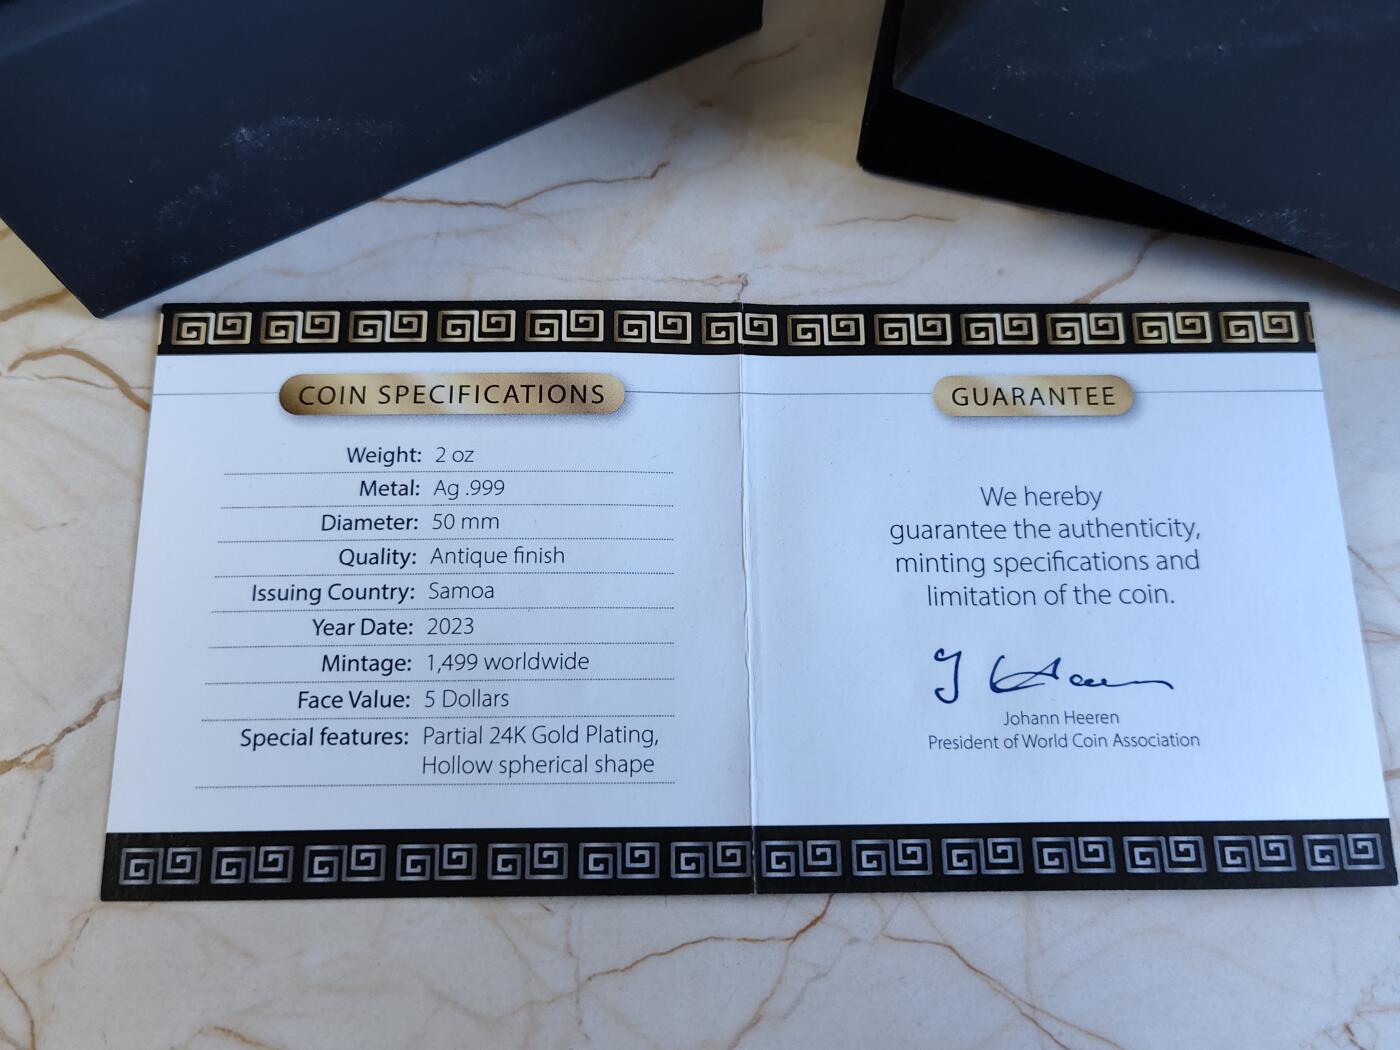 COIN SPECIFICATIONS
Weight: 2 oz
Metal: Ag .999
Diameter: 50 mm
Quality: Antique finish
Issuing Country: Samoa
Year Date: 2023
Mintage: 1,499 worldwide
Face Value: 5 Dollars
Special features: Partial 24K Gold Plating,
Hollow spherical shape
GUARANTEE
We hereby
guarantee the authenticity,
minting specifications and
limitation of the coin.
Johann Heeren
President of World Coin Association